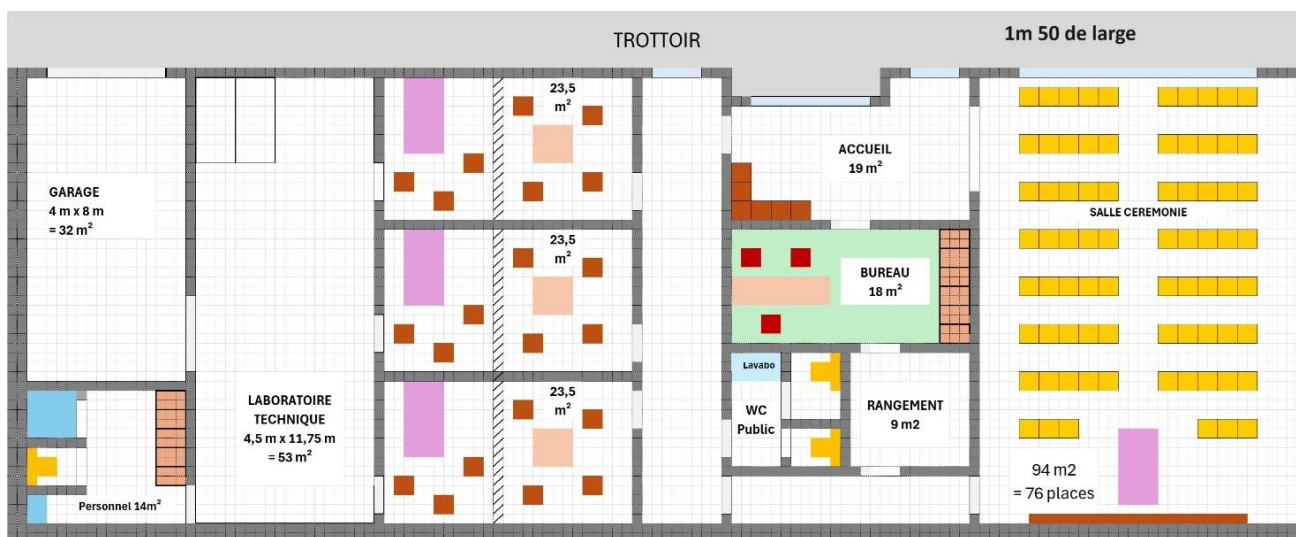 TROTTOIR
1m 50 de large
GARAGE
4 m x 8 m
= 32 m²
23,5
m²
ACCUEIL
19 m²
SALLE CEREMONIE
23,5
m²
BUREAU
18 m²
LABORATOIRE
TECHNIQUE
4,5 m x 11,75 m
= 53 m²
23,5
m²
Lavabo
WC
Public
RANGEMENT
9 m2
94 m2
= 76 places
Personnel 14m²